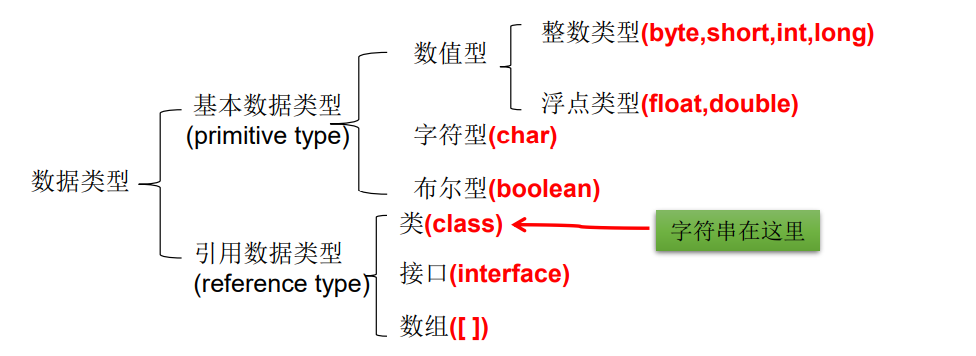 整数类型(byte,short,int,long)
数值型
浮点类型(float,double)
基本数据类型
(primitive type)
字符型(char)
布尔型(boolean)
数据类型
类(class)
字符串在这里
引用数据类型
(reference type)
接口(interface)
数组([ ])